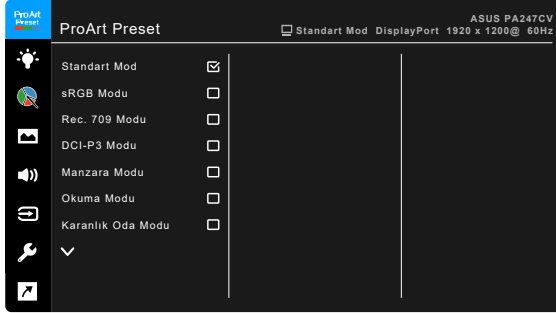 ProArt
Preset
ProArt Preset
ASUS PA247CV
Standart Mod DisplayPort 1920 x 1200@ 60Hz
Standart Mod
sRGB Modu
Rec. 709 Modu
DCI-P3 Modu
Manzara Modu
Okuma Modu
Karanlık Oda Modu